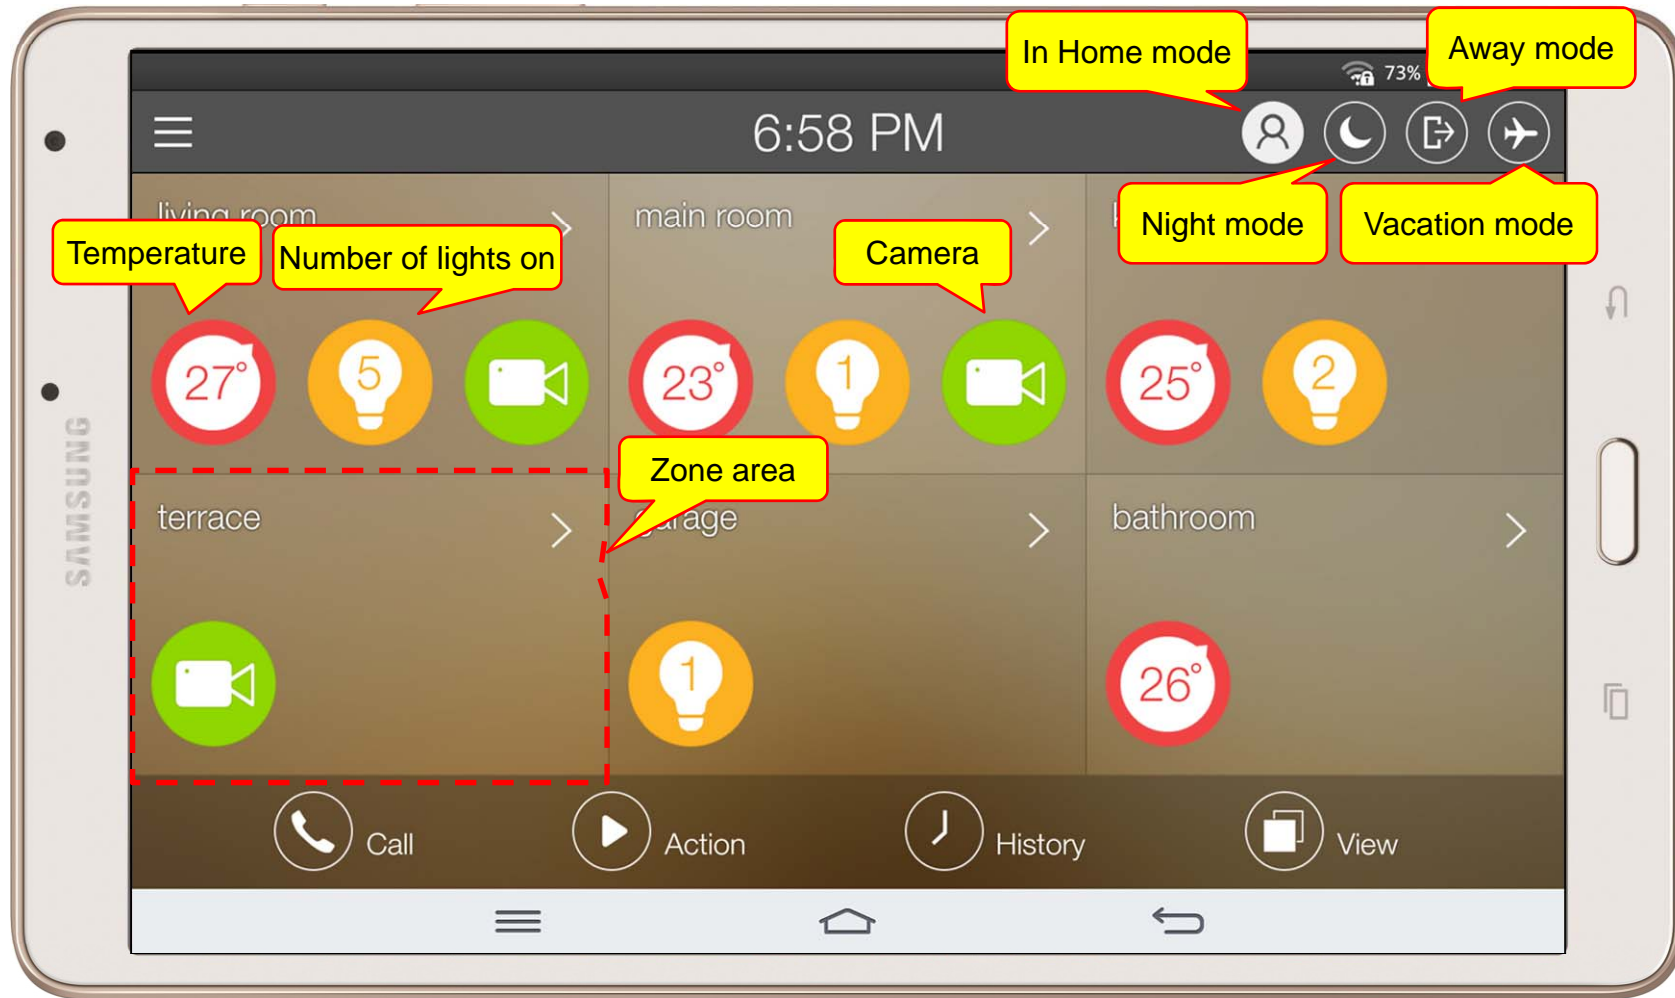 In Home mode
Away mode
73%
6:58 PM
Night mode
Vacation mode
living room
main room
Temperature
Number of lights on
Camera
27°
5
23°
1
25°
2
Zone area
terrace
garage
bathroom
1
26°
Call
Action
History
View
SAMSUNG